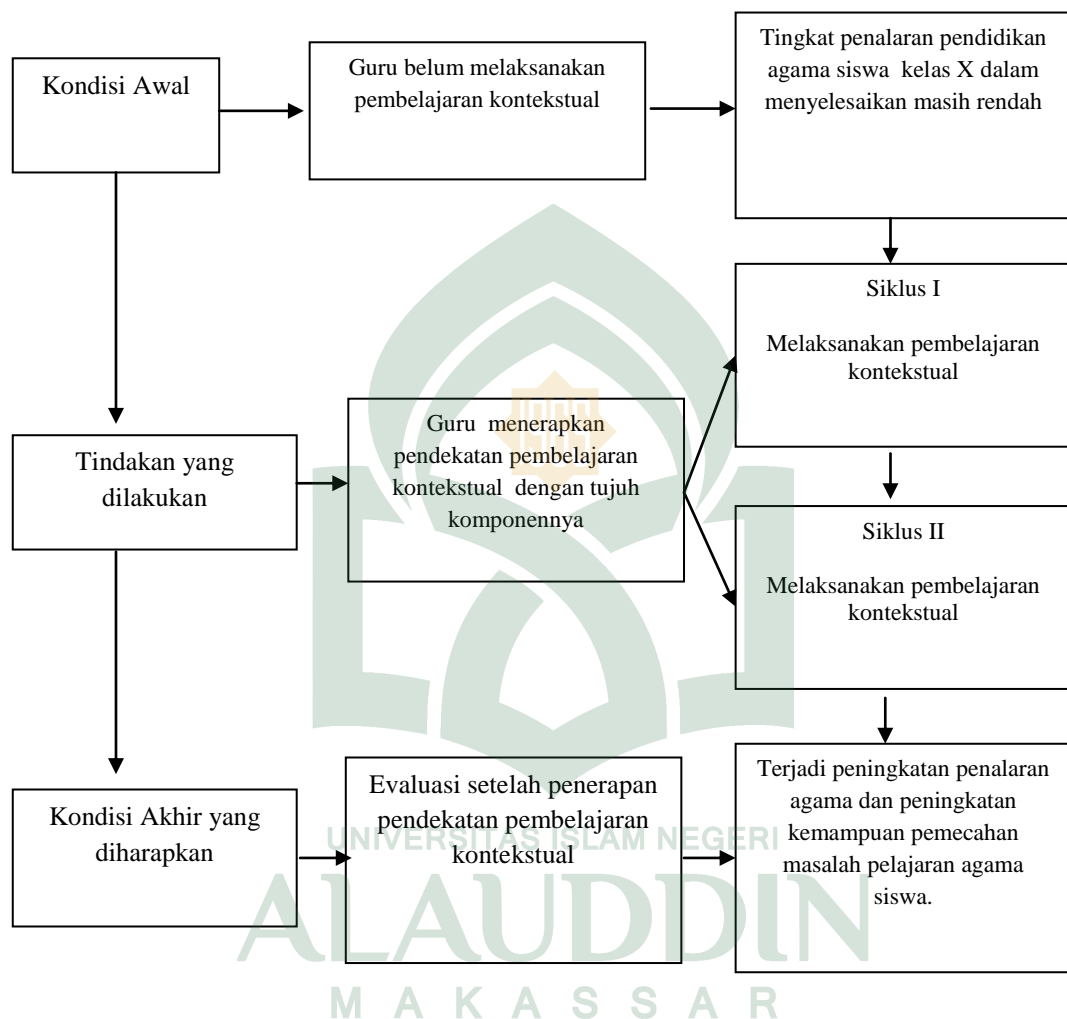 Kondisi Awal
Guru belum melaksanakan
pembelajaran kontekstual
Tingkat penalaran pendidikan
agama siswa kelas X dalam
menyelesaikan masih rendah
Siklus I
Melaksanakan pembelajaran
kontekstual
Tindakan yang
dilakukan
Guru menerapkan
pendekatan pembelajaran
kontekstual dengan tujuh
komponennya
Siklus II
Melaksanakan pembelajaran
kontekstual
Kondisi Akhir yang
diharapkan
Evaluasi setelah penerapan
pendekatan pembelajaran
kontekstual
Terjadi peningkatan penalaran
agama dan peningkatan
kemampuan pemecahan
masalah pelajaran agama
siswa.
UNIVERSITAS ISLAM NEGERI
ALAUDDIN
MAKASSAR